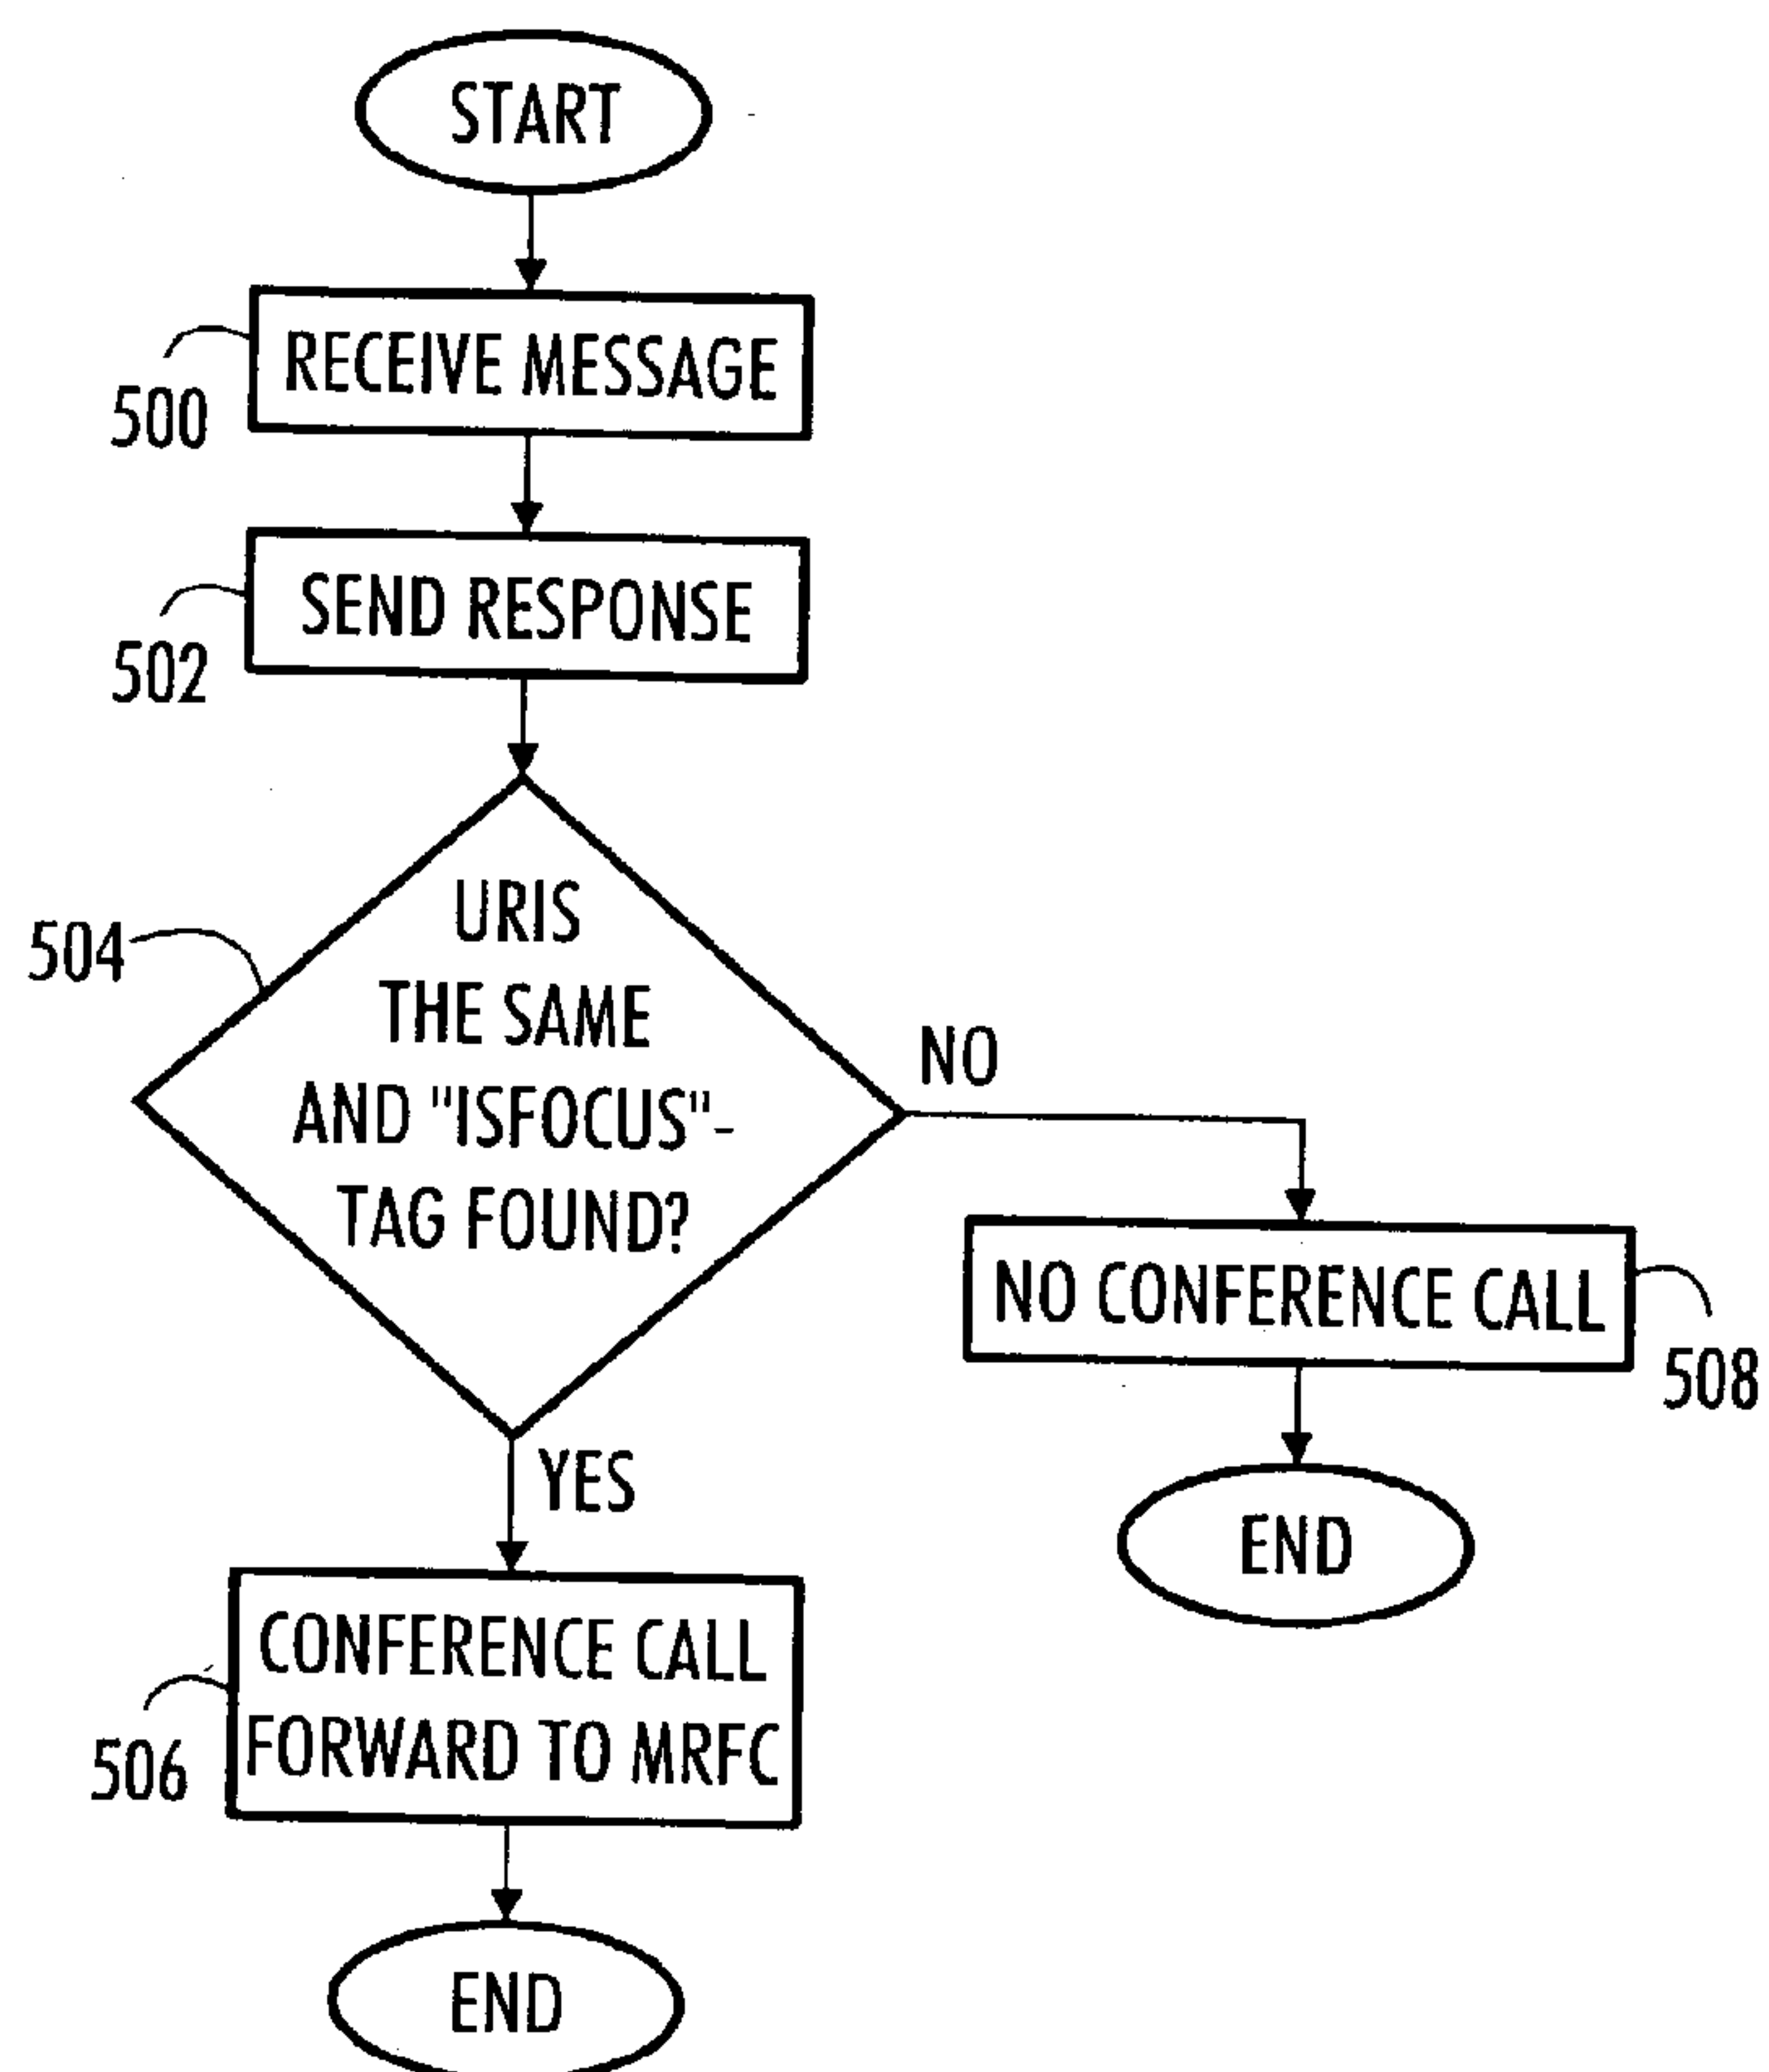 START
RECEIVE MESSAGE
500
SEND RESPONSE
502
URIS
THE SAME
AND "ISFOCUS"-
TAG FOUND?
504
NO
NO CONFERENCE CALL
508
END
YES
CONFERENCE CALL
FORWARD TO MRFC
506
END